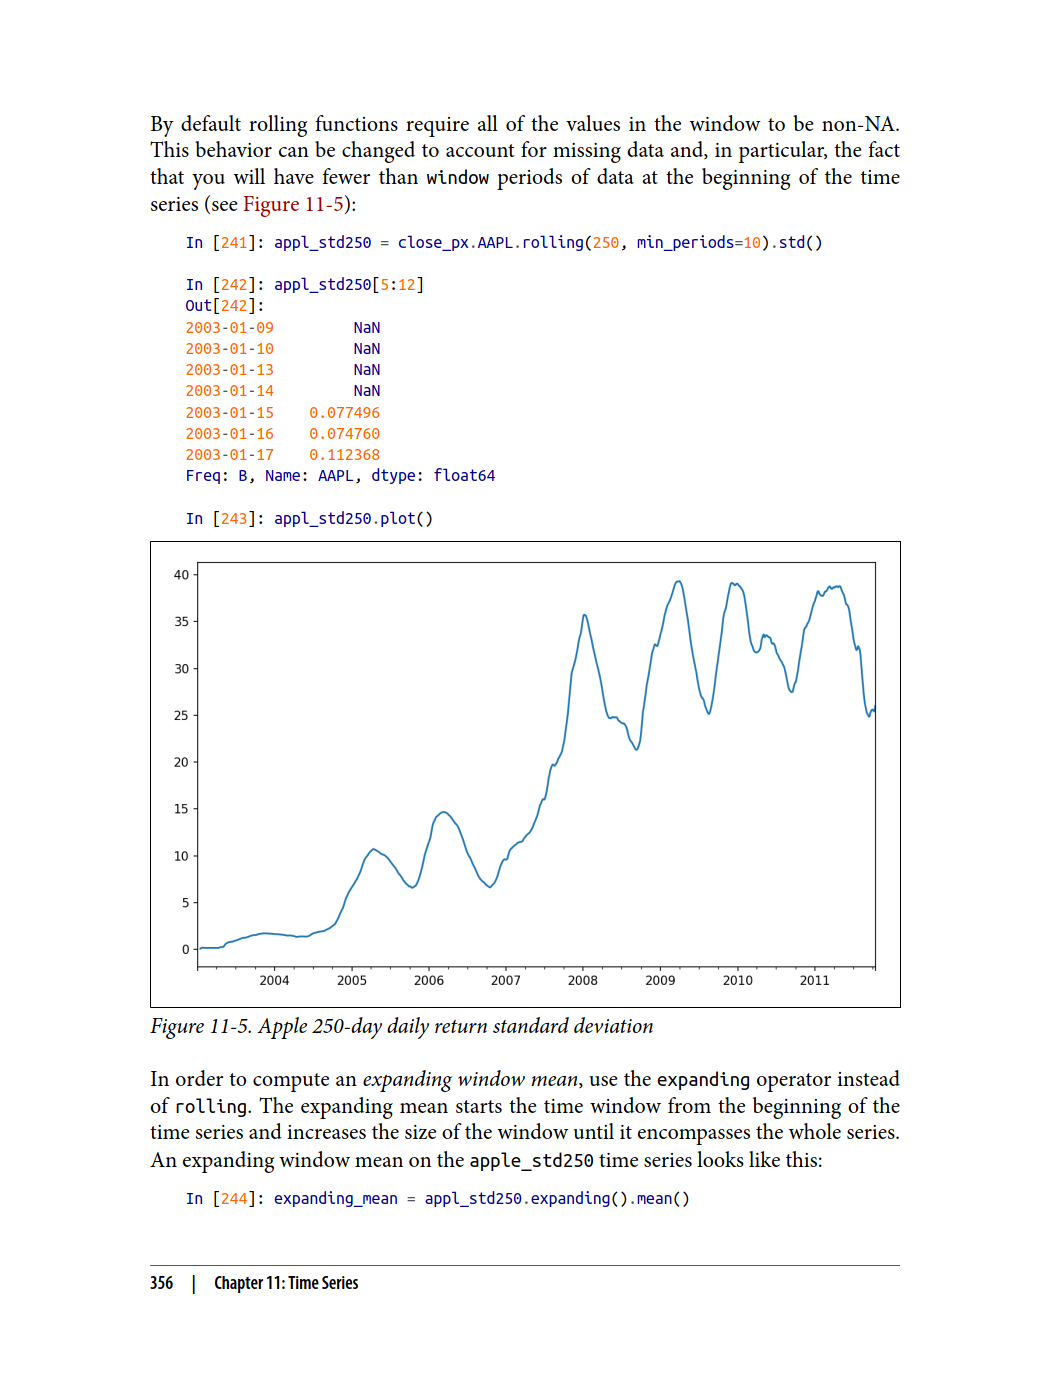 By default rolling functions require all of the values in the window to be non-NA.
This behavior can be changed to account for missing data and, in particular, the fact
that you will have fewer than window periods of data at the beginning of the time
series (see Figure 11-5):
In [241]: appl_std250 = close_px.AAPL.rolling(250, min_periods=10).std()
In [242]: appl_std250[5:12]
Out[242]:
2003-01-09 NaN
2003-01-10 NaN
2003-01-13 NaN
2003-01-14 NaN
2003-01-15 0.077496
2003-01-16 0.074760
2003-01-17 0.112368
Freq: B, Name: AAPL, dtype: float64
In [243]: appl_std250.plot()
40
35
30
25
20
15
10
5
0
2004 2005 2006 2007 2008 2009 2010 2011
Figure 11-5. Apple 250-day daily return standard deviation
In order to compute an expanding window mean, use the expanding operator instead
of rolling. The expanding mean starts the time window from the beginning of the
time series and increases the size of the window until it encompasses the whole series.
An expanding window mean on the apple_std250 time series looks like this:
In [244]: expanding_mean = appl_std250.expanding().mean()
356 | Chapter 11: Time Series